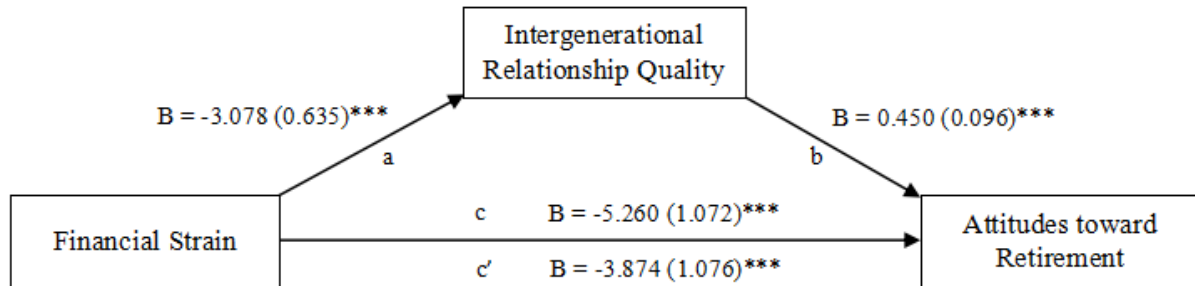 Intergenerational
Relationship Quality
B = -3.078 (0.635)***
B = 0.450 (0.096)***
a
b
Financial Strain
c B = -5.260 (1.072)***
c′ B = -3.874 (1.076)***
Attitudes toward
Retirement